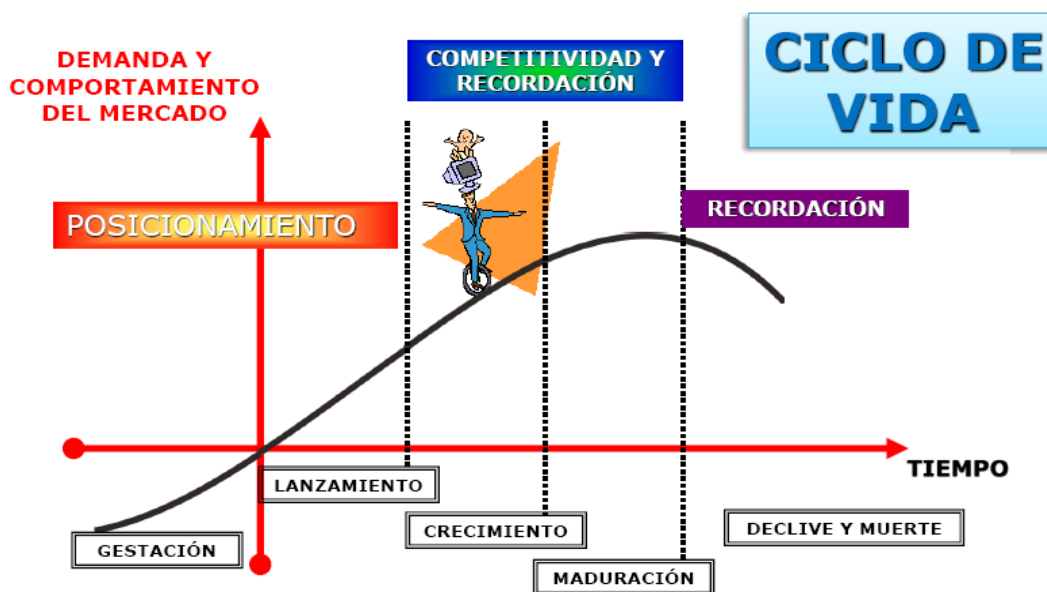 DEMANDA Y
COMPORTAMIENTO
DEL MERCADO
COMPETITIVIDAD Y
RECORDACIÓN
CICLO DE
VIDA
POSICIONAMIENTO
RECORDACIÓN
TIEMPO
LANZAMIENTO
CRECIMIENTO
DECLIVE Y MUERTE
GESTACIÓN
MADURACIÓN